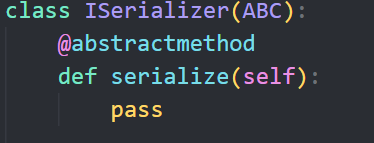 class ISerializer(ABC):
    @abstractmethod
    def serialize(self):
        pass